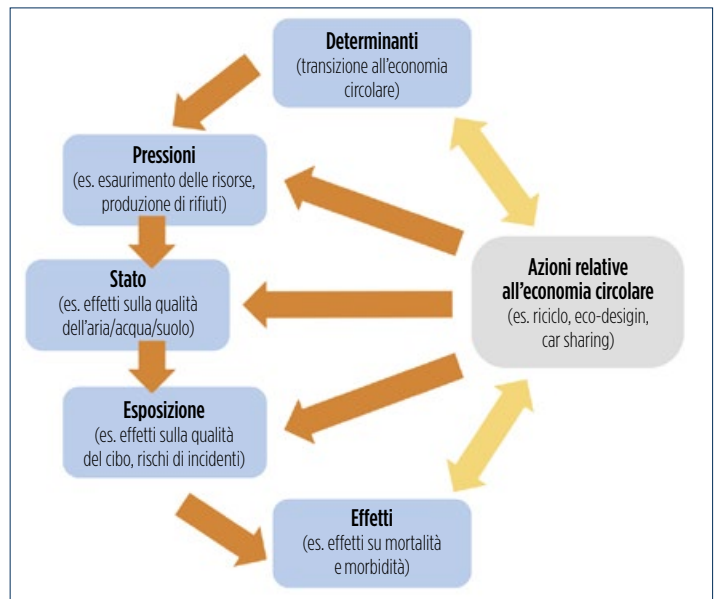 Determinanti
(transizione all'economia
circolare)
Pressioni
(es. esaurimento delle risorse,
produzione di rifiuti)
Stato
(es. effetti sulla qualità
dell'aria/acqua/suolo)
Azioni relative
all'economia circolare
(es. riciclo, eco-desigin,
car sharing)
Esposizione
(es. effetti sulla qualità
del cibo, rischi di incidenti)
Effetti
(es. effetti su mortalità
e morbidità)